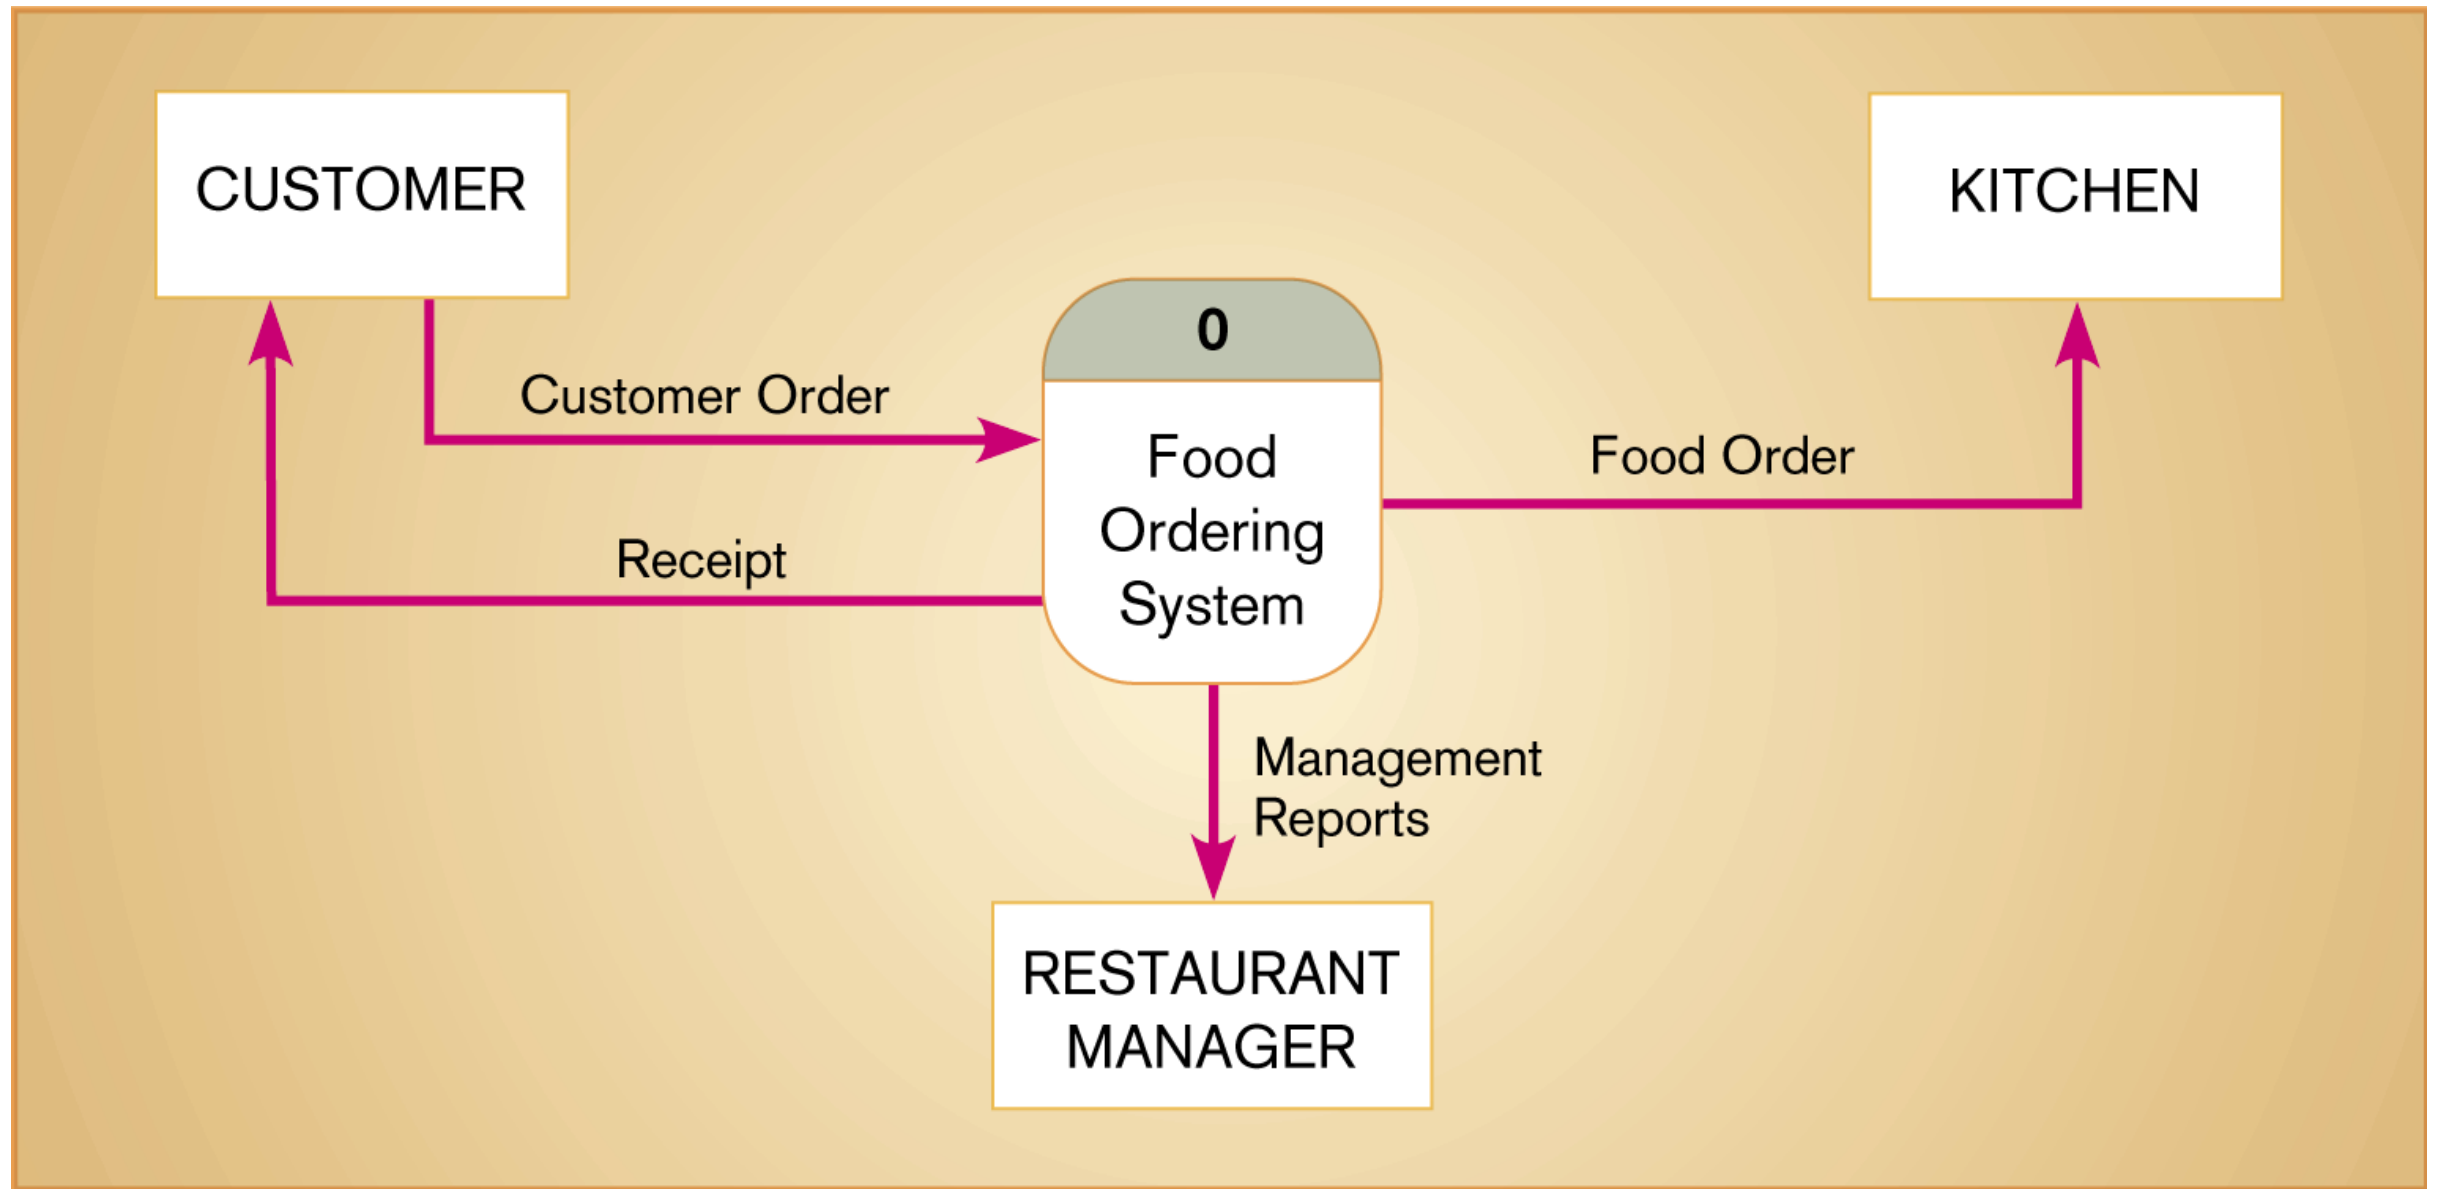 CUSTOMER
KITCHEN
0
Customer Order
Food
Ordering
System
Food Order
Receipt
Management
Reports
RESTAURANT
MANAGER